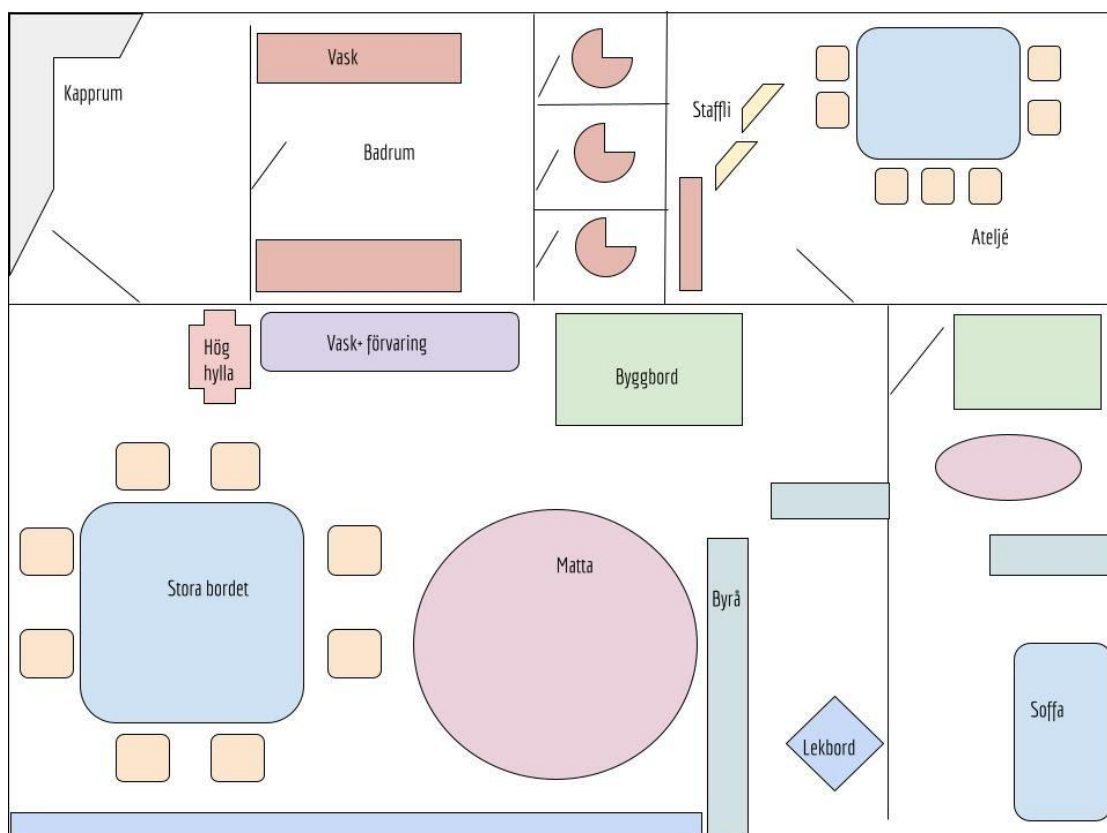 Kapprum
Vask
Badrum
Staffli
Ateljé
Hög
hylla
Vask+ förvaring
Byggbord
Stora bordet
Matta
Byrå
Lekbord
Soffa